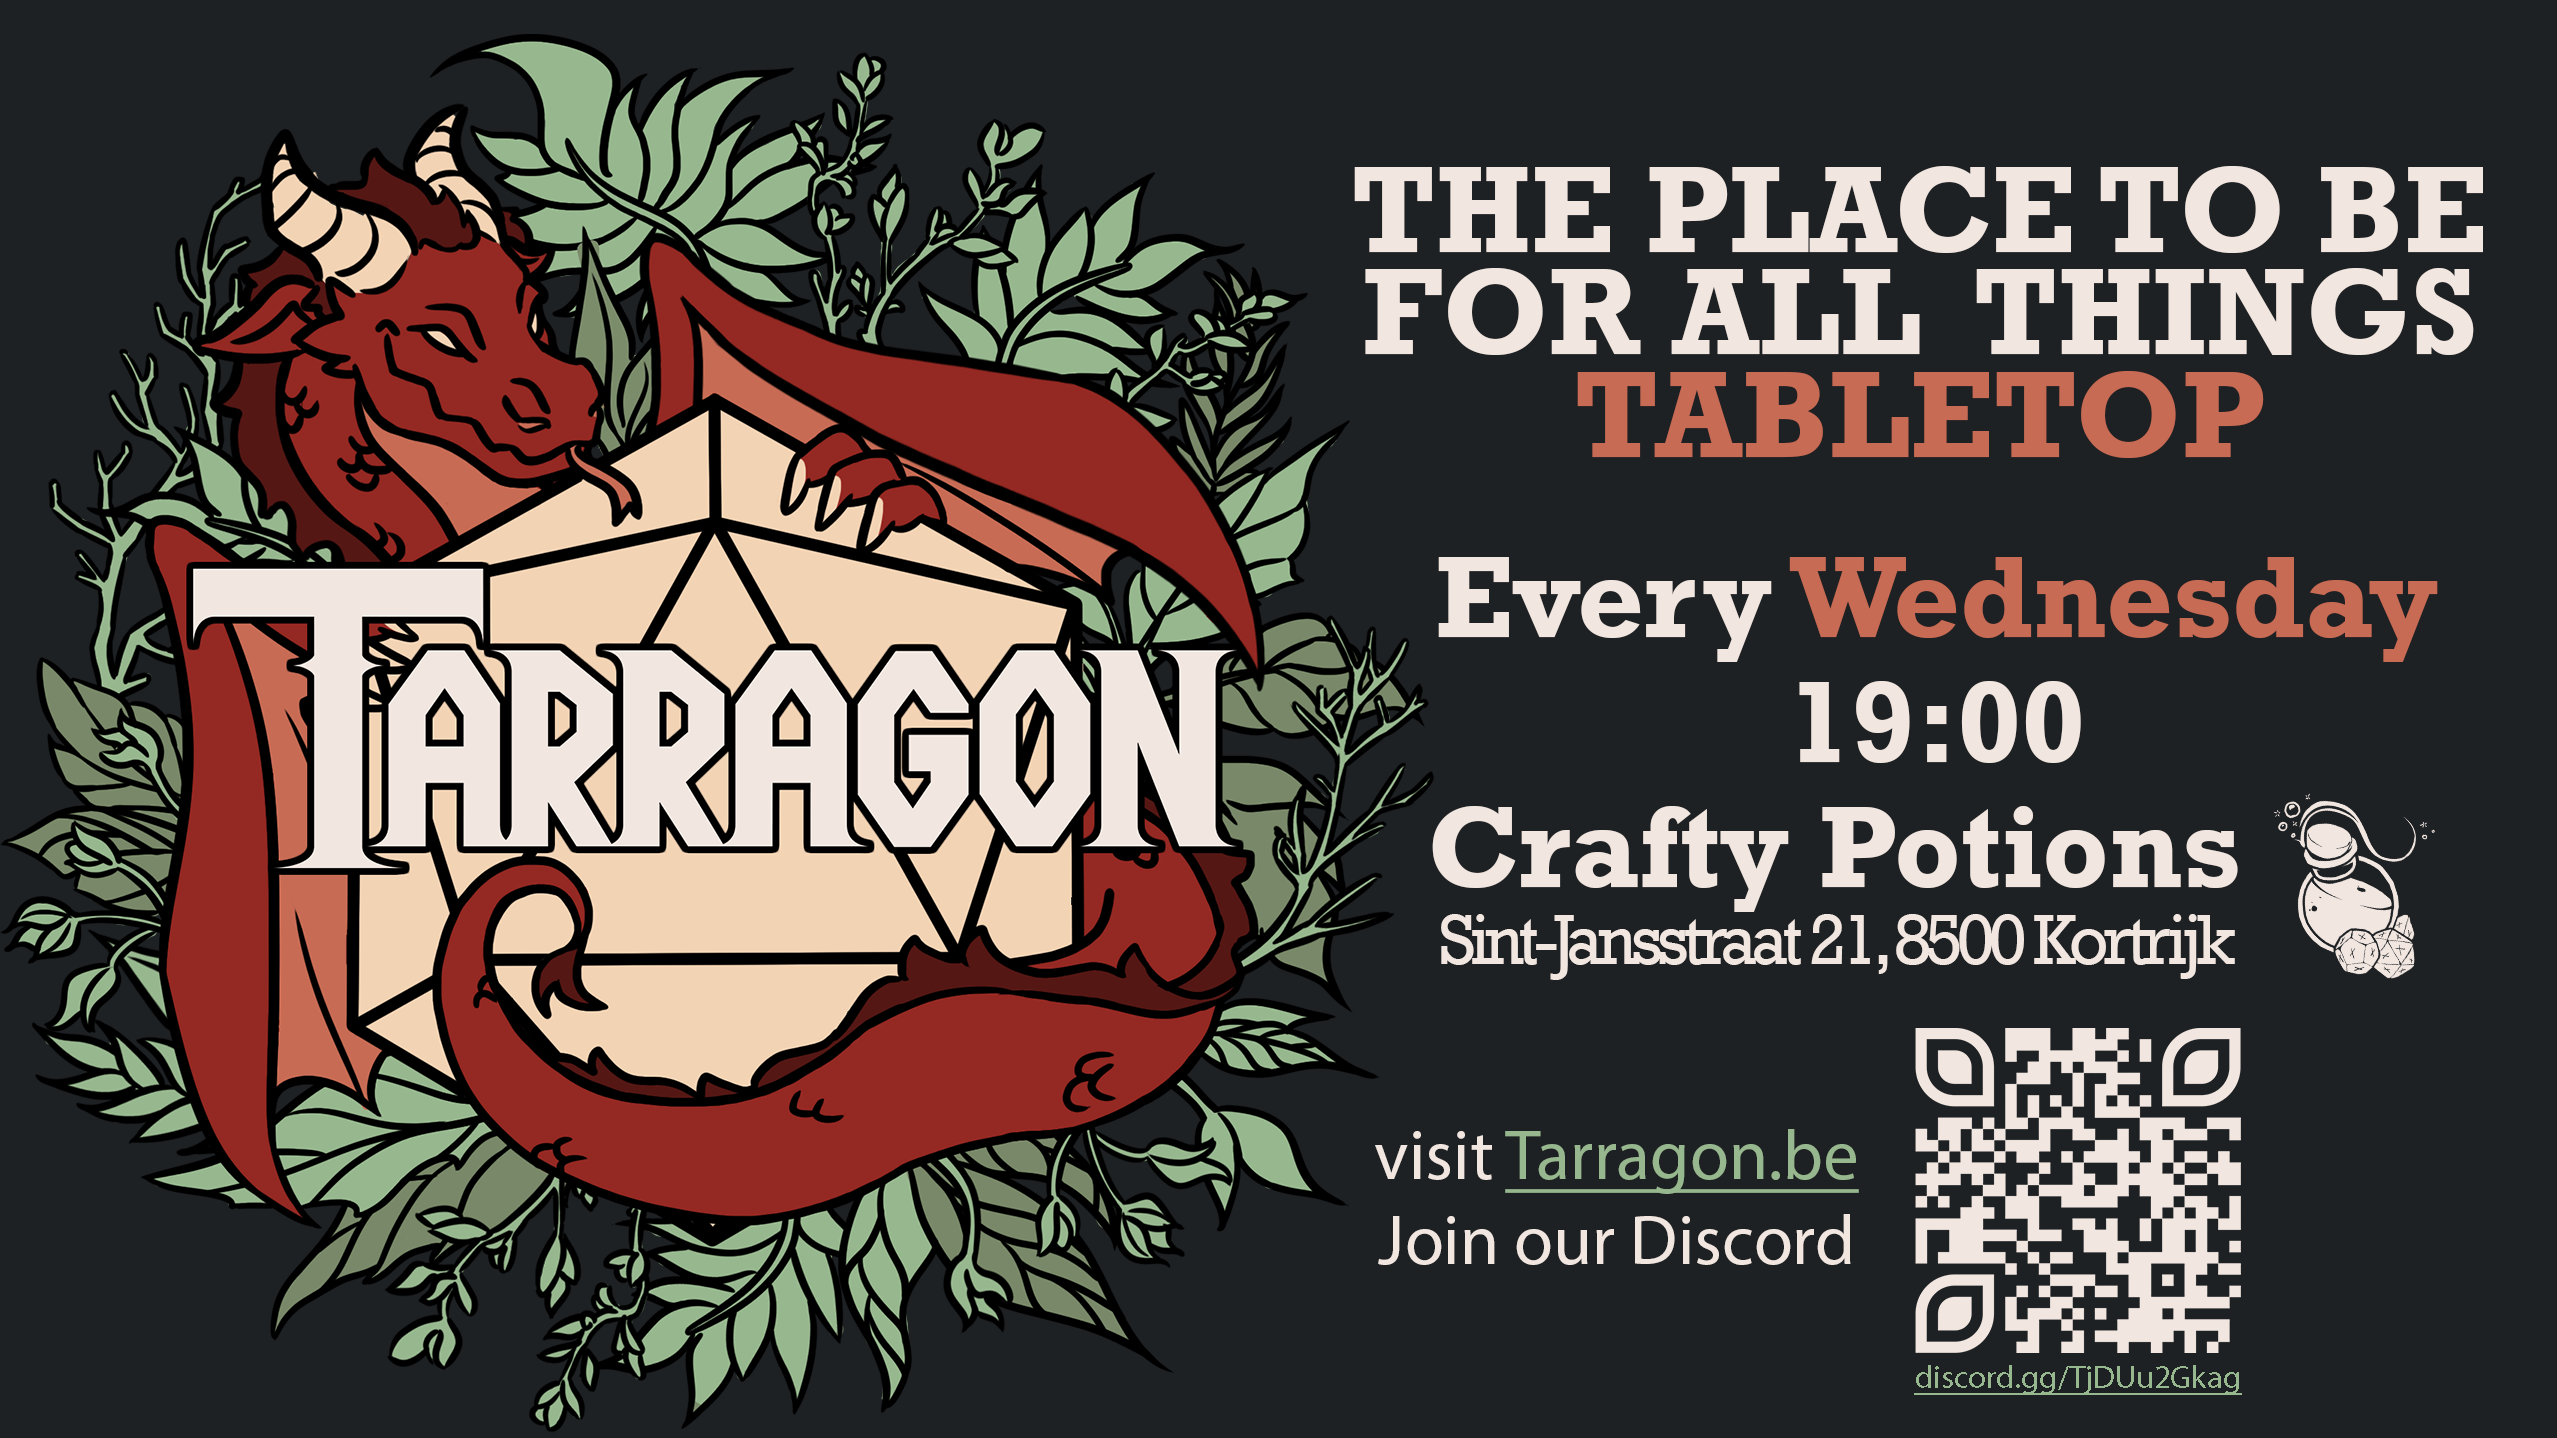 TARRAGON
THE PLACE TO BE
FOR ALL THINGS
TABLETOP
Every Wednesday
19:00
Crafty Potions
Sint-Jansstraat 21, 8500 Kortrijk
visit Tarragon.be
Join our Discord
discord.gg/TjDUu2Gkag